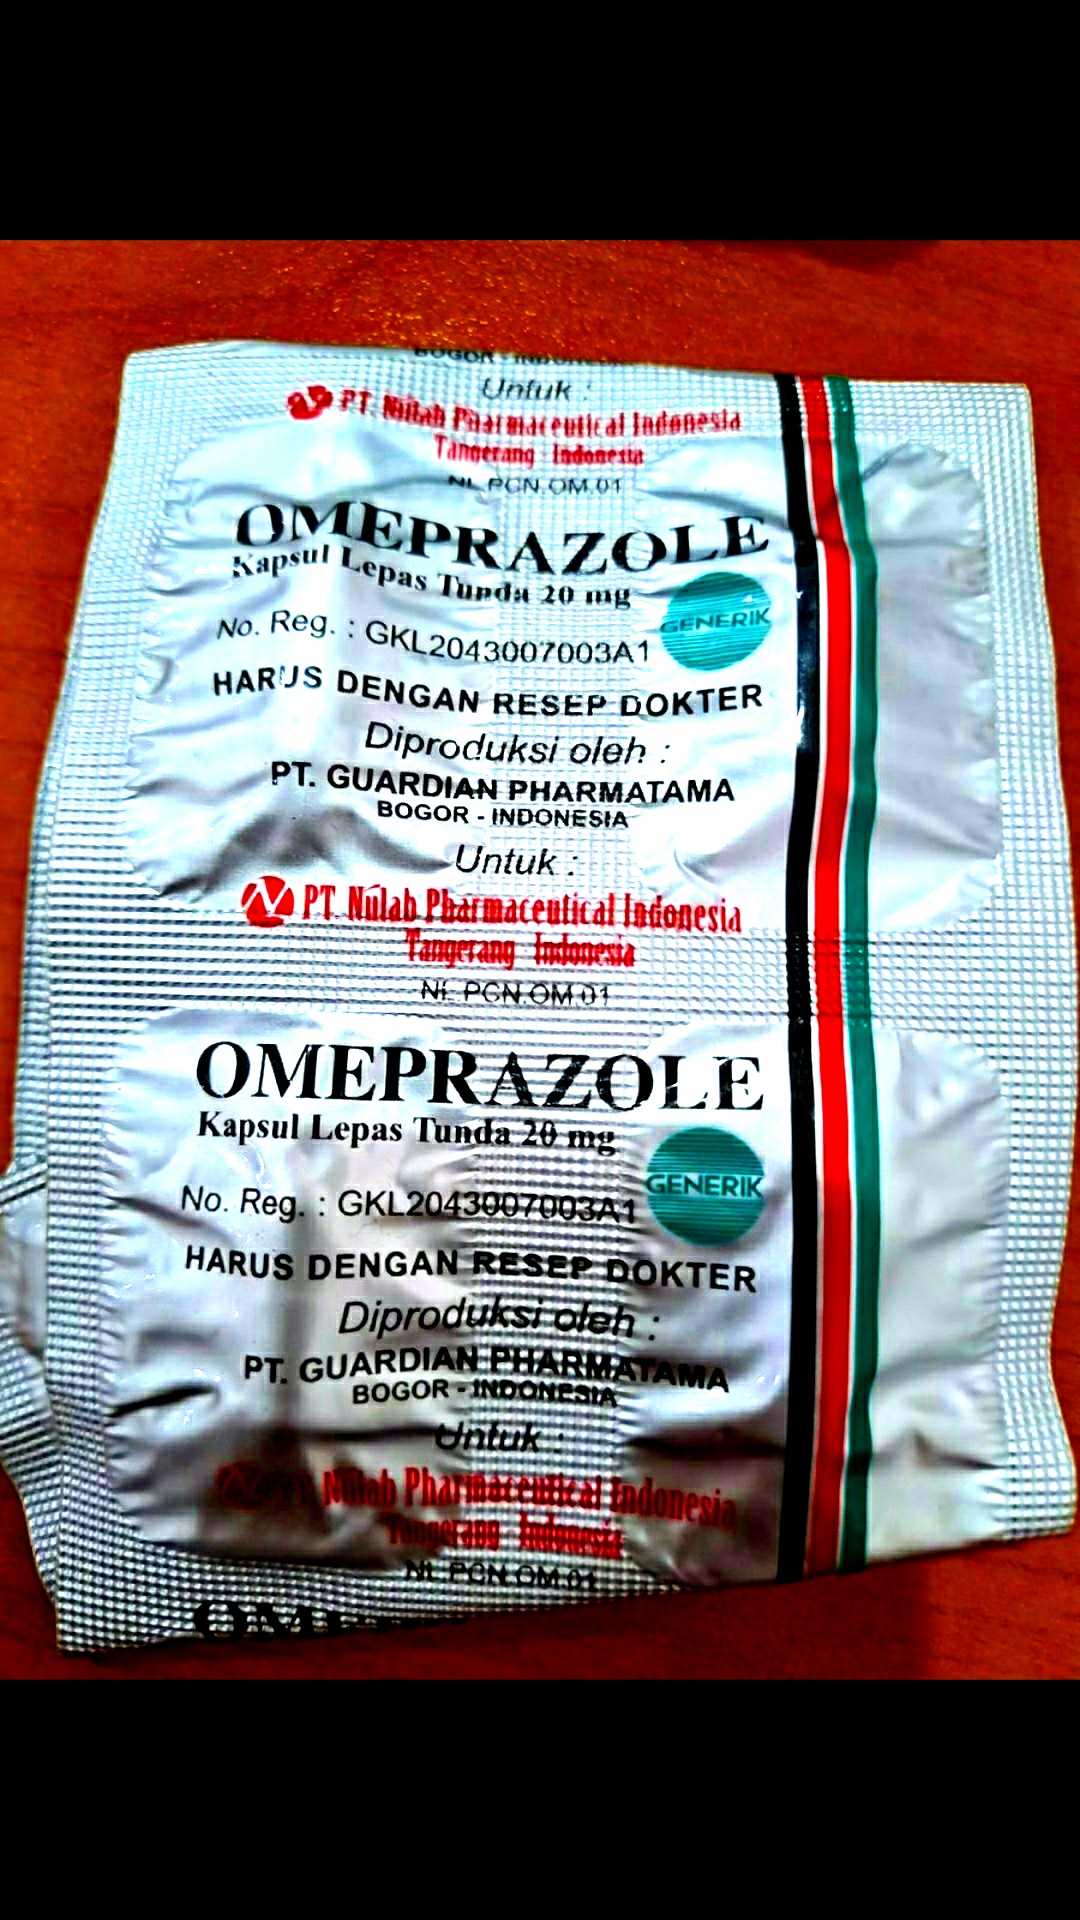 BOGOR - INDONESIA
Untuk :
PT. Nulab Pharmaceutical Indonesia
Tangerang Indonesia
NL.PCN.OM.01
OMEPRAZOLE
Kapsul Lepas Tunda 20 mg
GENERIK
No. Reg. : GKL2043007003A1
HARUS DENGAN RESEP DOKTER
Diproduksi oleh :
PT. GUARDIAN PHARMATAMA
BOGOR - INDONESIA
Untuk :
PT. Nulab Pharmaceutical Indonesia
Tangerang Indonesia
NL.PCN.OM.01
OMEPRAZOLE
Kapsul Lepas Tunda 20 mg
GENERIK
No. Reg. : GKL2043007003A1
HARUS DENGAN RESEP DOKTER
Diproduksi oleh :
PT. GUARDIAN PHARMATAMA
BOGOR - INDONESIA
Untuk :
PT. Nulab Pharmaceutical Indonesia
Tangerang Indonesia
NL.PCN.OM.01